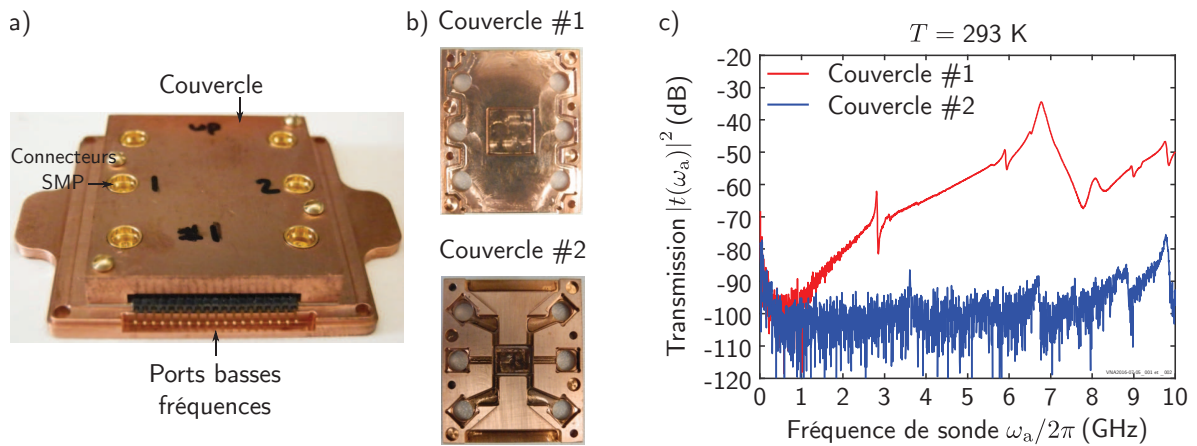 a)
Couvercle
Connecteurs
SMP
up
1
2
#1
Ports basses
fréquences
b)
Couvercle #1
Couvercle #2
c)
T = 293 K
Couvercle #1
Couvercle #2
Transmission |t(ωa)|² (dB)
-20
-30
-40
-50
-60
-70
-80
-90
-100
-110
-120
0 1 2 3 4 5 6 7 8 9 10
Fréquence de sonde ωa/2π (GHz)